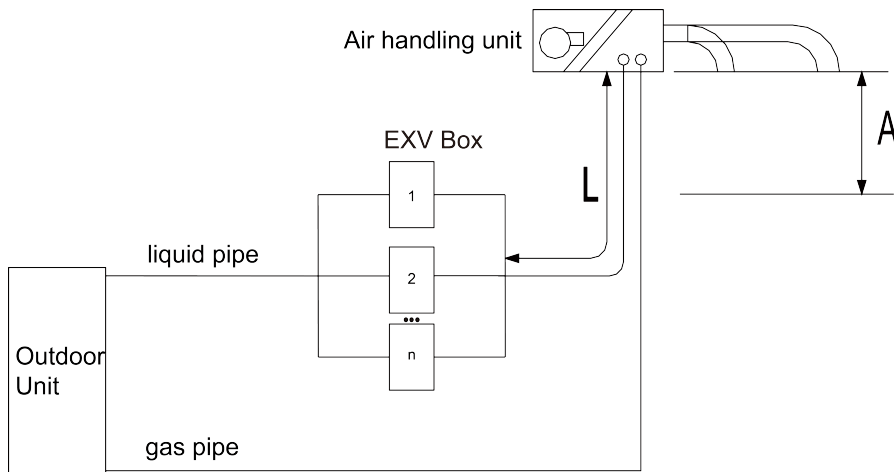 Air handling unit
A
EXV Box
1
L
liquid pipe
2
•••
n
Outdoor
Unit
gas pipe